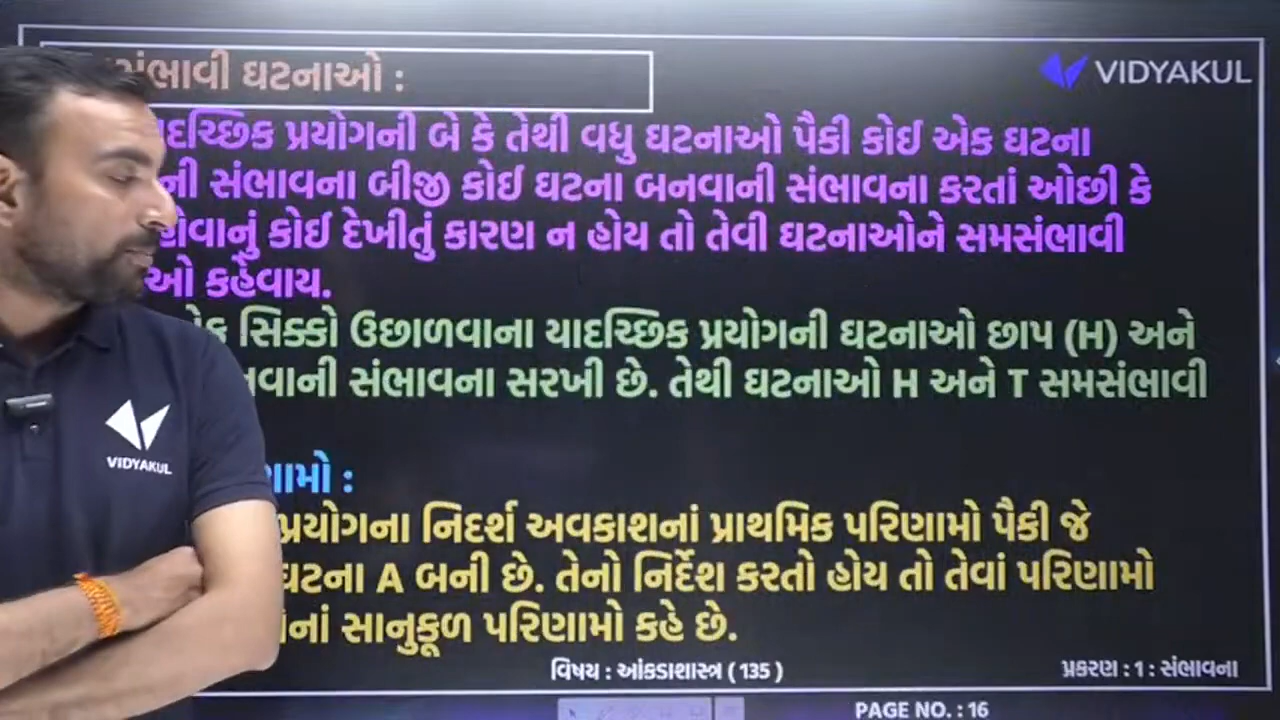 સંભાવી ઘટનાઓ :
VIDYAKUL
પ્રયોગની બે કે તેથી વધુ ઘટનાઓ પૈકી કોઈ એક ઘટના
ની સંભાવના બીજી કોઈ ઘટના બનવાની સંભાવના કરતાં ઓછી કે
કોઈ દેખીતું કારણ ન હોય તો તેવી ઘટનાઓને સમસંભાવી
કહેવાય.
સિક્કો ઉછાળવાના યાદચ્છિક પ્રયોગની ઘટનાઓ છાપ (H) અને
સંભાવના સરખી છે. તેથી ઘટનાઓ H અને T સમસંભાવી
:
પ્રયોગના નિદર્શ અવકાશનાં પ્રાથમિક પરિણામો પૈકી જે
ઘટના A બની છે. તેનો નિર્દેશ કરતો હોય તો તેવાં પરિણામો
સાનુકૂળ પરિણામો કહે છે.
વિષય : આંકડાશાસ્ત્ર ( 135 )
પ્રકરણ : 1 : સંભાવના
PAGE NO. : 16
VIDYAKUL